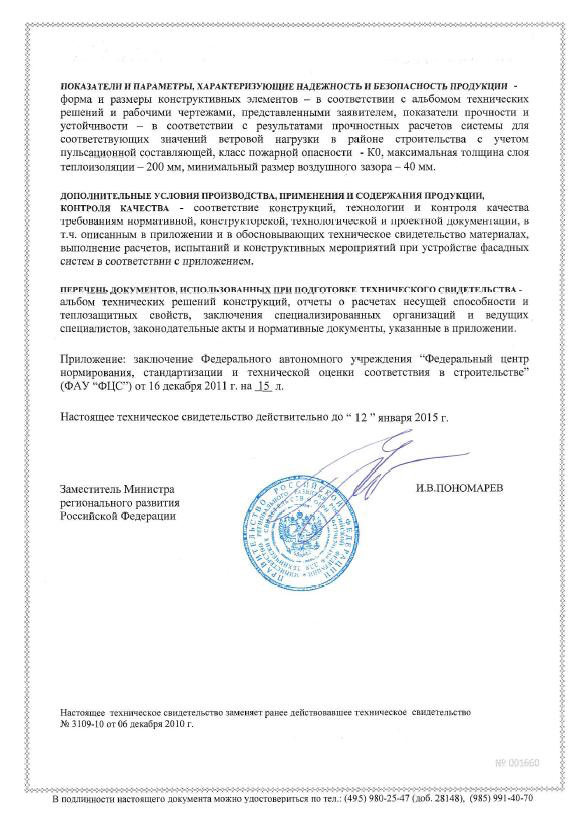 ПОКАЗАТЕЛИ И ПАРАМЕТРЫ, ХАРАКТЕРИЗУЮЩИЕ НАДЕЖНОСТЬ И БЕЗОПАСНОСТЬ ПРОДУКЦИИ -
форма и размеры конструктивных элементов – в соответствии с альбомом технических
решений и рабочими чертежами, представленными заявителем, показатели прочности и
устойчивости – в соответствии с результатами прочностных расчетов системы для
соответствующих значений ветровой нагрузки в районе строительства с учетом
пульсационной составляющей, класс пожарной опасности - К0, максимальная толщина слоя
теплоизоляции – 200 мм, минимальный размер воздушного зазора – 40 мм.
ДОПОЛНИТЕЛЬНЫЕ УСЛОВИЯ ПРОИЗВОДСТВА, ПРИМЕНЕНИЯ И СОДЕРЖАНИЯ ПРОДУКЦИИ,
КОНТРОЛЯ КАЧЕСТВА - соответствие конструкций, технологии и контроля качества
требованиям нормативной, конструкторской, технологической и проектной документации, в
т.ч. описанным в приложении и в обосновывающих техническое свидетельство материалах,
выполнение расчетов, испытаний и конструктивных мероприятий при устройстве фасадных
систем в соответствии с приложением.
ПЕРЕЧЕНЬ ДОКУМЕНТОВ, ИСПОЛЬЗОВАННЫХ ПРИ ПОДГОТОВКЕ ТЕХНИЧЕСКОГО СВИДЕТЕЛЬСТВА -
альбом технических решений конструкций, отчеты о расчетах несущей способности и
теплозащитных свойств, заключения специализированных организаций и ведущих
специалистов, законодательные акты и нормативные документы, указанные в приложении.
Приложение: заключение Федерального автономного учреждения “Федеральный центр
нормирования, стандартизации и технической оценки соответствия в строительстве”
(ФАУ “ФЦС”) от 16 декабря 2011 г. на 15 л.
Настоящее техническое свидетельство действительно до “ 12 ” января 2015 г.
Заместитель Министра
регионального развития
Российской Федерации
И.В.ПОНОМАРЕВ
ПРАВИТЕЛЬСТВО РОССИЙСКОЙ ФЕДЕРАЦИИ
Настоящее техническое свидетельство заменяет ранее действовавшее техническое свидетельство
№ 3109-10 от 06 декабря 2010 г.
№ 001660
В подлинности настоящего документа можно удостовериться по тел.: (495) 980-25-47 (доб. 28148), (985) 991-40-70